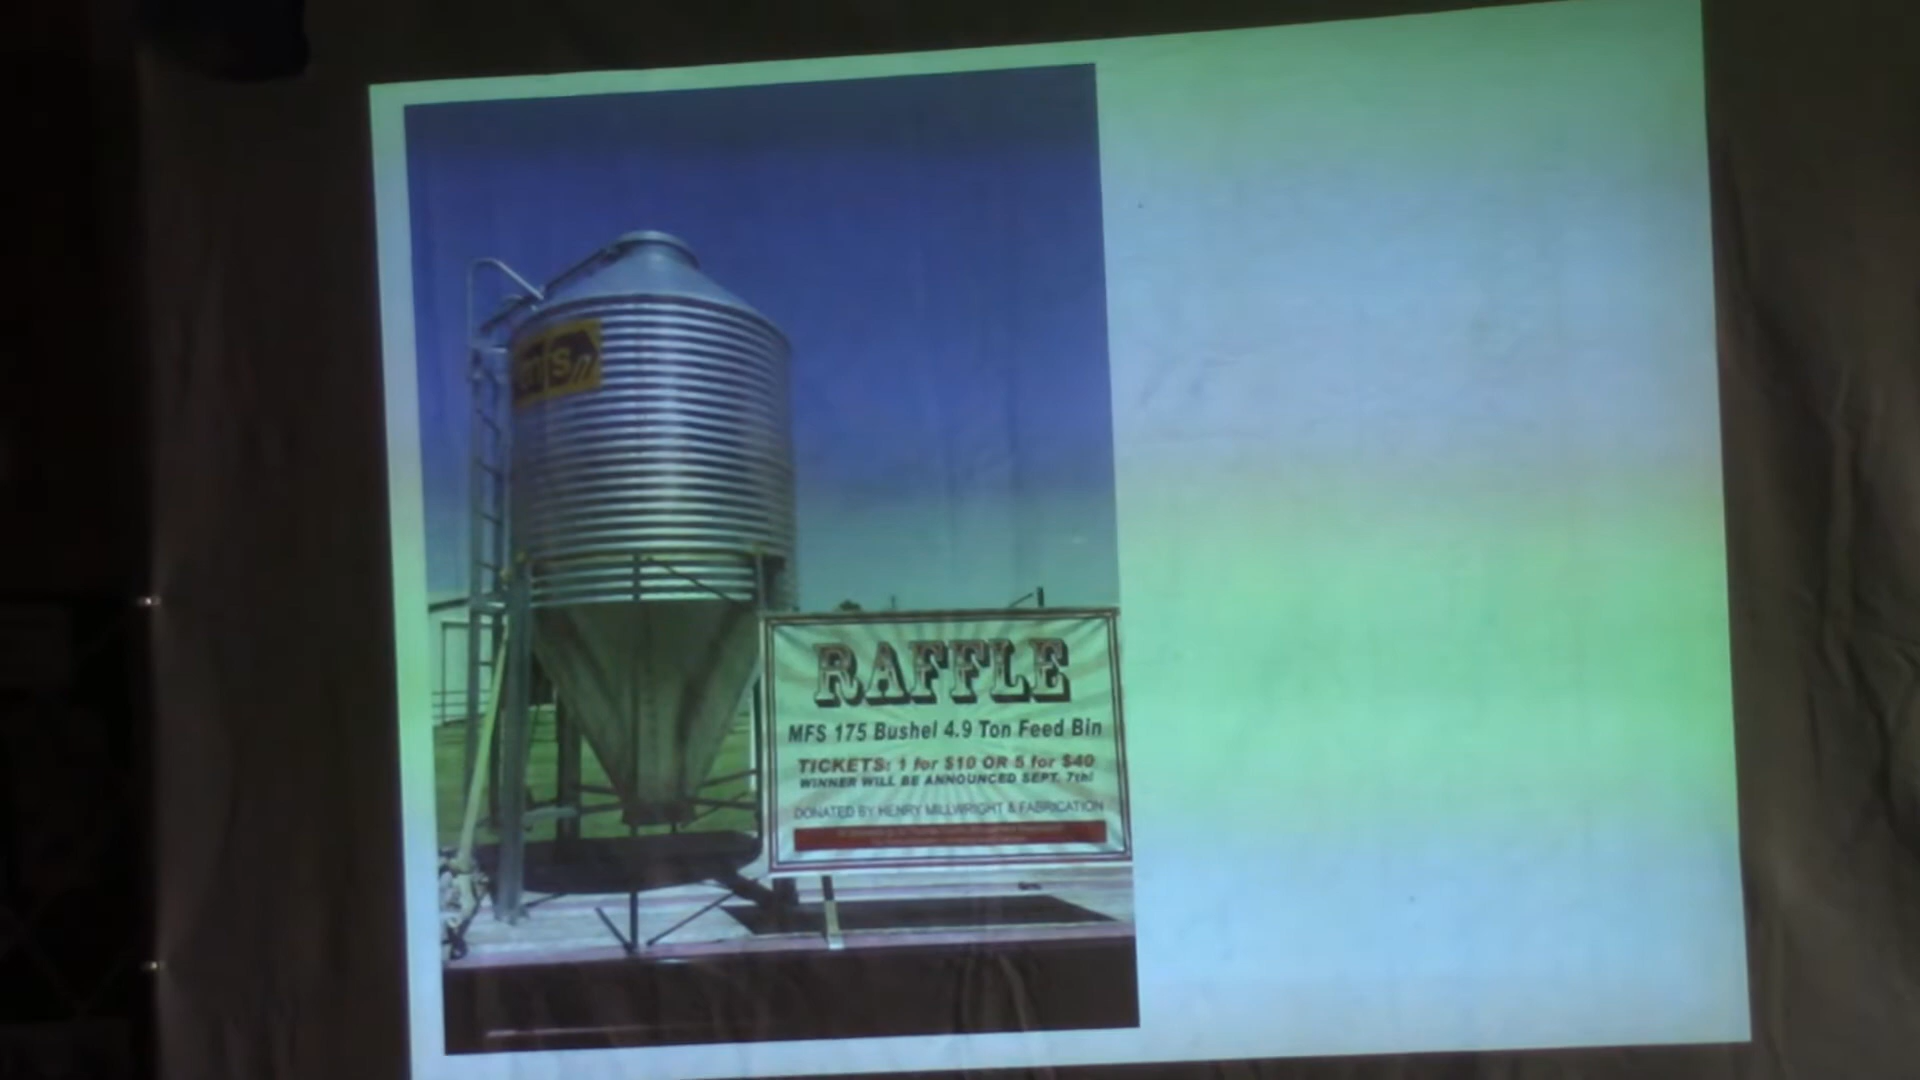 RAFFLE
MFS 175 Bushel 4.9 Ton Feed Bin
TICKETS: 1 for $10 OR 5 for $40
WINNER WILL BE ANNOUNCED SEPT. 7th!
DONATED BY HENRY MILLWRIGHT & FABRICATION